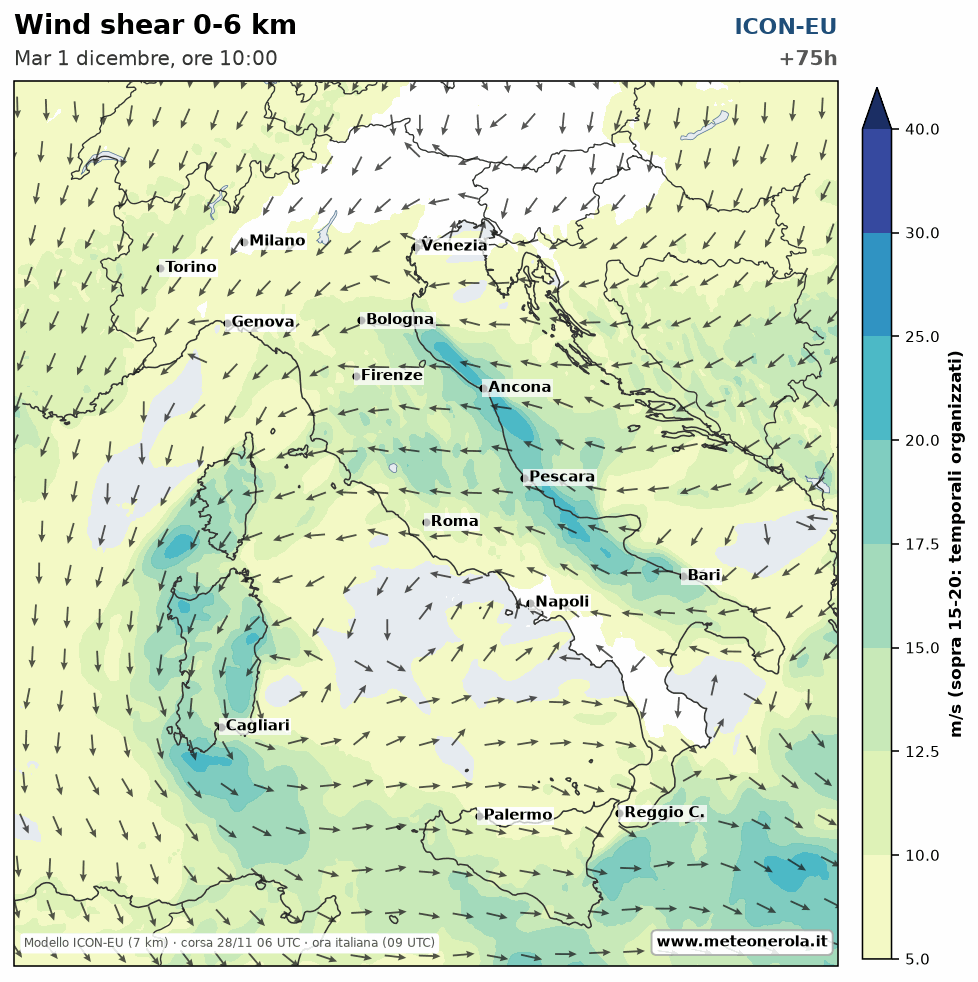 Wind shear 0-6 km
ICON-EU
Mar 1 dicembre, ore 10:00
+75h
40.0
30.0
25.0
20.0
17.5
15.0
12.5
10.0
5.0
m/s (sopra 15-20: temporali organizzati)
Milano
Venezia
Torino
Genova
Bologna
Firenze
Ancona
Pescara
Roma
Bari
Napoli
Cagliari
Palermo
Reggio C.
Modello ICON-EU (7 km) · corsa 28/11 06 UTC · ora italiana (09 UTC)
www.meteonerola.it